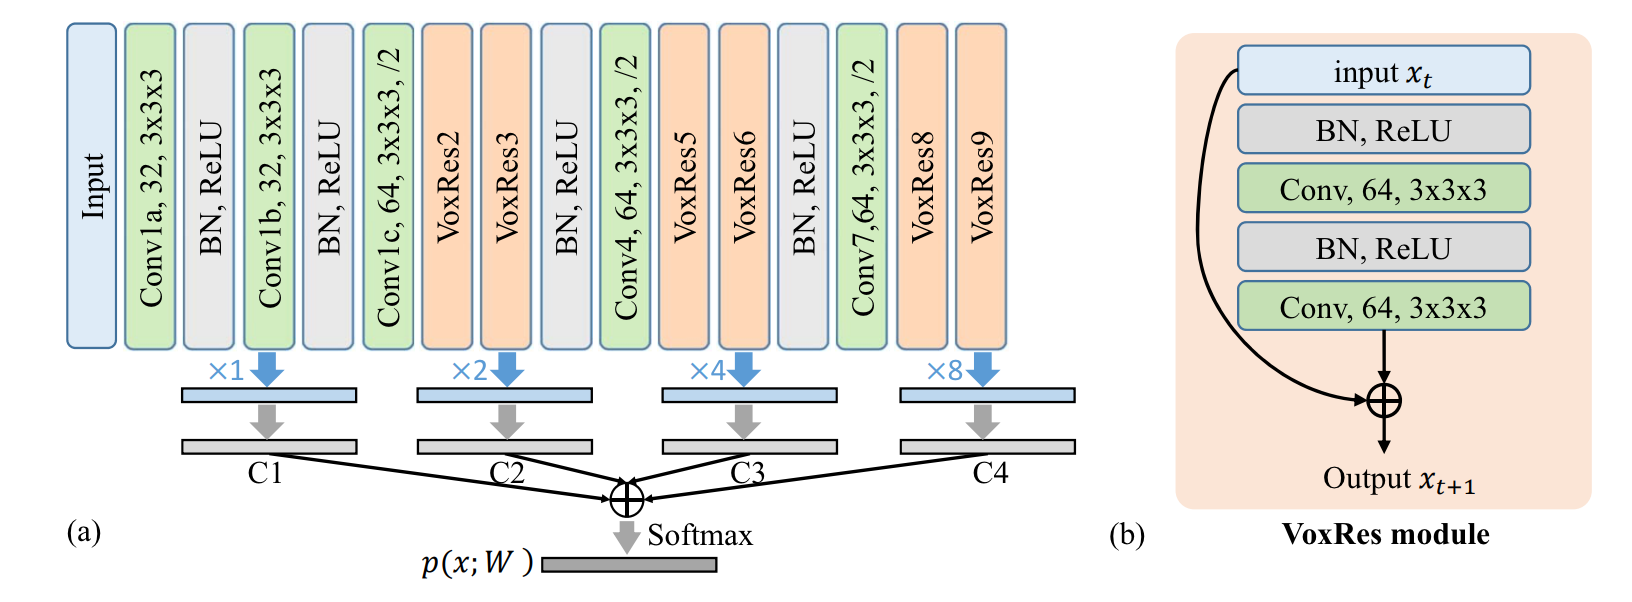 Input
Conv1a, 32, 3x3x3
BN, ReLU
Conv1b, 32, 3x3x3
BN, ReLU
Conv1c, 64, 3x3x3, /2
VoxRes2
VoxRes3
BN, ReLU
Conv4, 64, 3x3x3, /2
VoxRes5
VoxRes6
BN, ReLU
Conv7,64, 3x3x3, /2
VoxRes8
VoxRes9
×1
×2
×4
×8
C1
C2
C3
C4
Softmax
p(x;W )
(a)
input xₜ
BN, ReLU
Conv, 64, 3x3x3
BN, ReLU
Conv, 64, 3x3x3
Output xₜ₊₁
(b)
VoxRes module